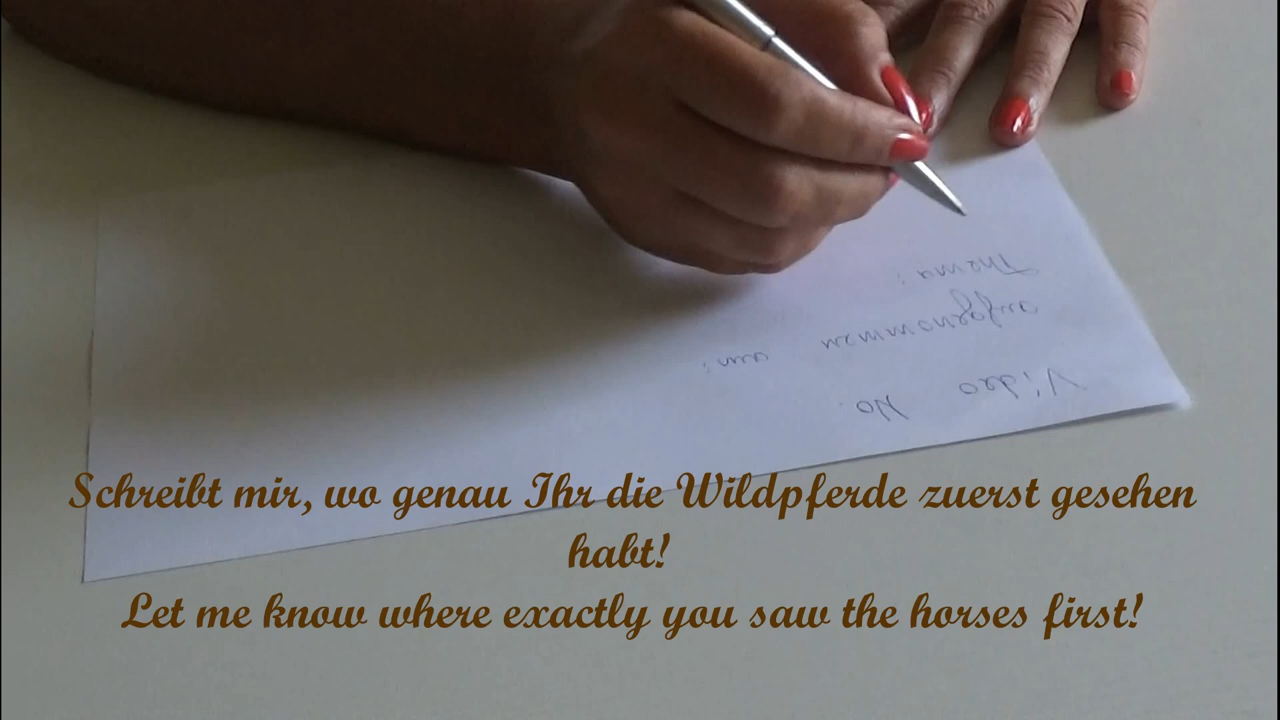 Video No.
aufgenommen am:
Thema:
Schreibt mir, wo genau Ihr die Wildpferde zuerst gesehen
habt!
Let me know where exactly you saw the horses first!